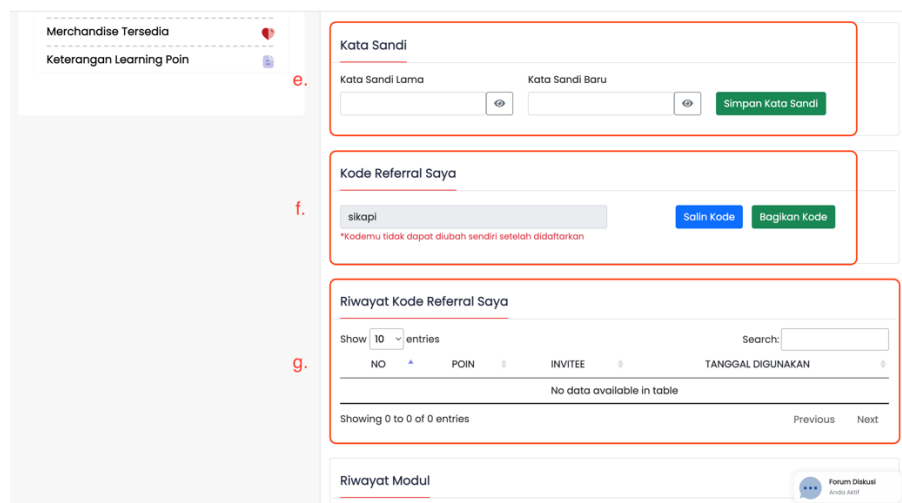 Merchandise Tersedia
Keterangan Learning Poin
e.
Kata Sandi
Kata Sandi Lama
Kata Sandi Baru
Simpan Kata Sandi
f.
Kode Referral Saya
sikapi
Salin Kode
Bagikan Kode
*Kodemu tidak dapat diubah sendiri setelah didaftarkan
g.
Riwayat Kode Referral Saya
Show 10 entries
Search:
NO POIN INVITEE TANGGAL DIGUNAKAN
No data available in table
Showing 0 to 0 of 0 entries
Previous Next
Riwayat Modul
Forum Diskusi
Anda Aktif